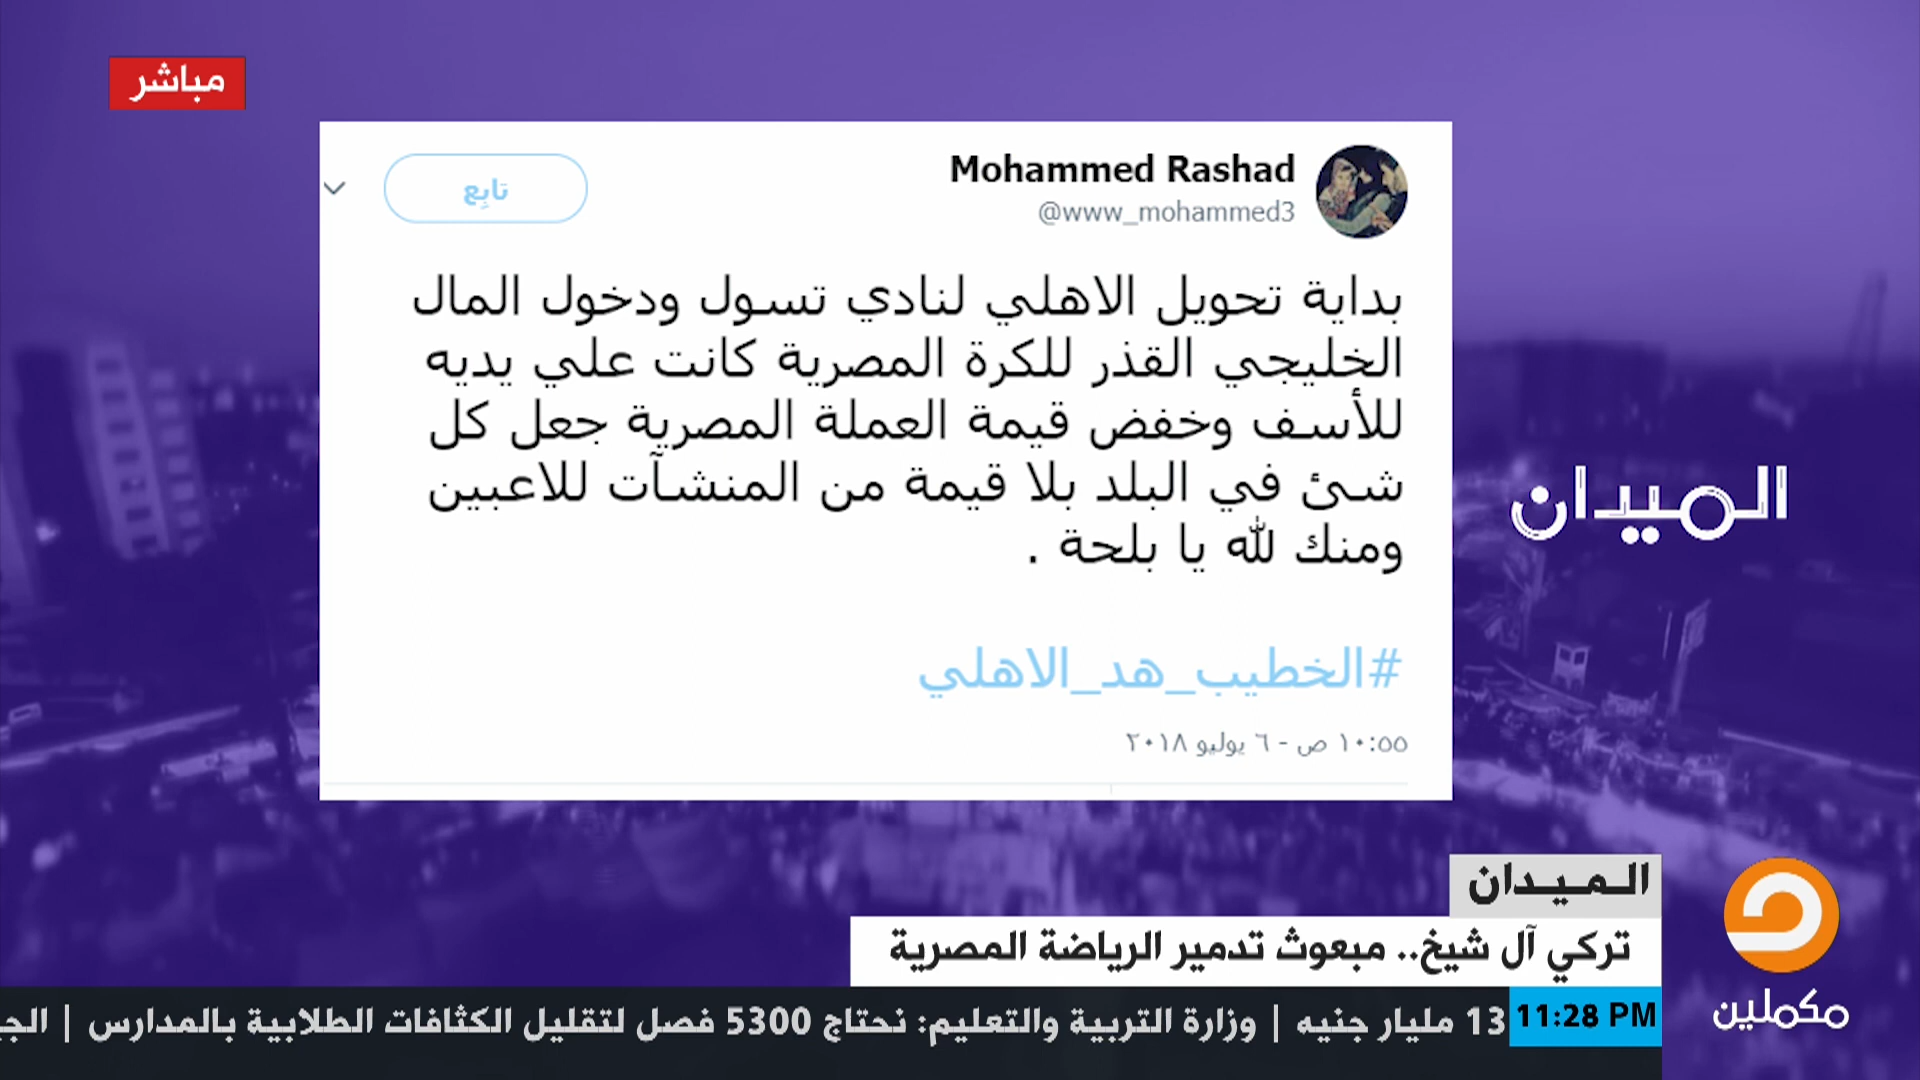 مباشر
Mohammed Rashad
@www_mohammed3
تابِع
بداية تحويل الاهلي لنادي تسول ودخول المال
الخليجي القذر للكرة المصرية كانت علي يديه
للأسف وخفض قيمة العملة المصرية جعل كل
شئ في البلد بلا قيمة من المنشآت للاعبين
ومنك لله يا بلحة .
#الخطيب_هد_الاهلي
١٠:٥٥ ص - ٦ يوليو ٢٠١٨
الميدان
الميدان
تركي آل شيخ.. مبعوث تدمير الرياضة المصرية
11:28 PM
13 مليار جنيه | وزارة التربية والتعليم: نحتاج 5300 فصل لتقليل الكثافات الطلابية بالمدارس |
مكملين